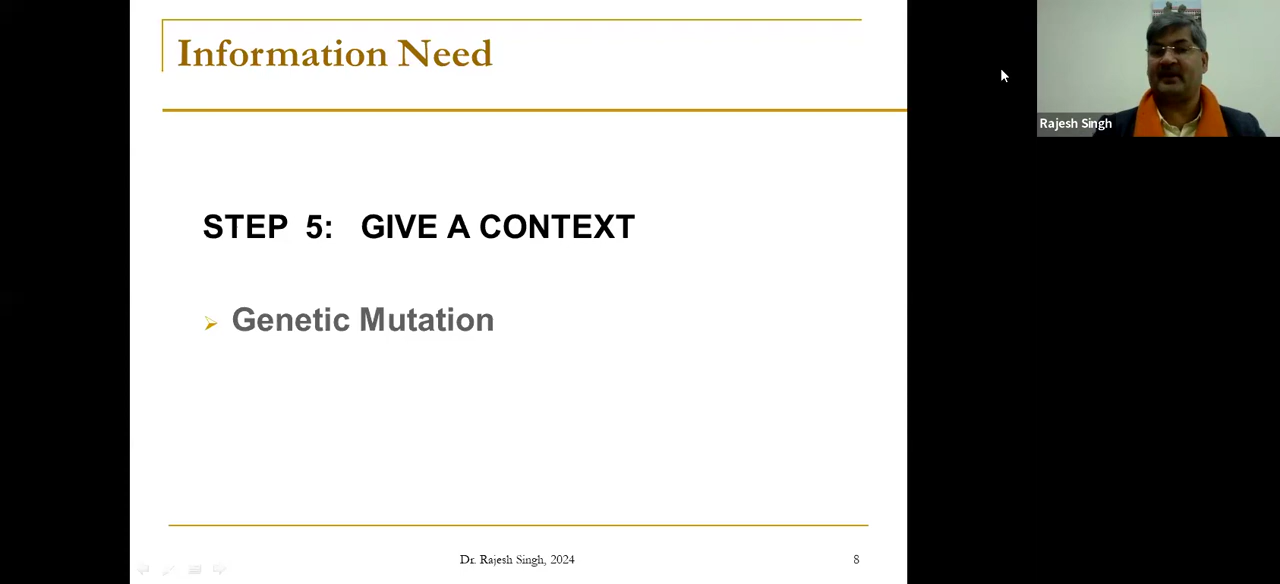 Information Need
STEP 5: GIVE A CONTEXT
Genetic Mutation
Dr. Rajesh Singh, 2024
8
Rajesh Singh